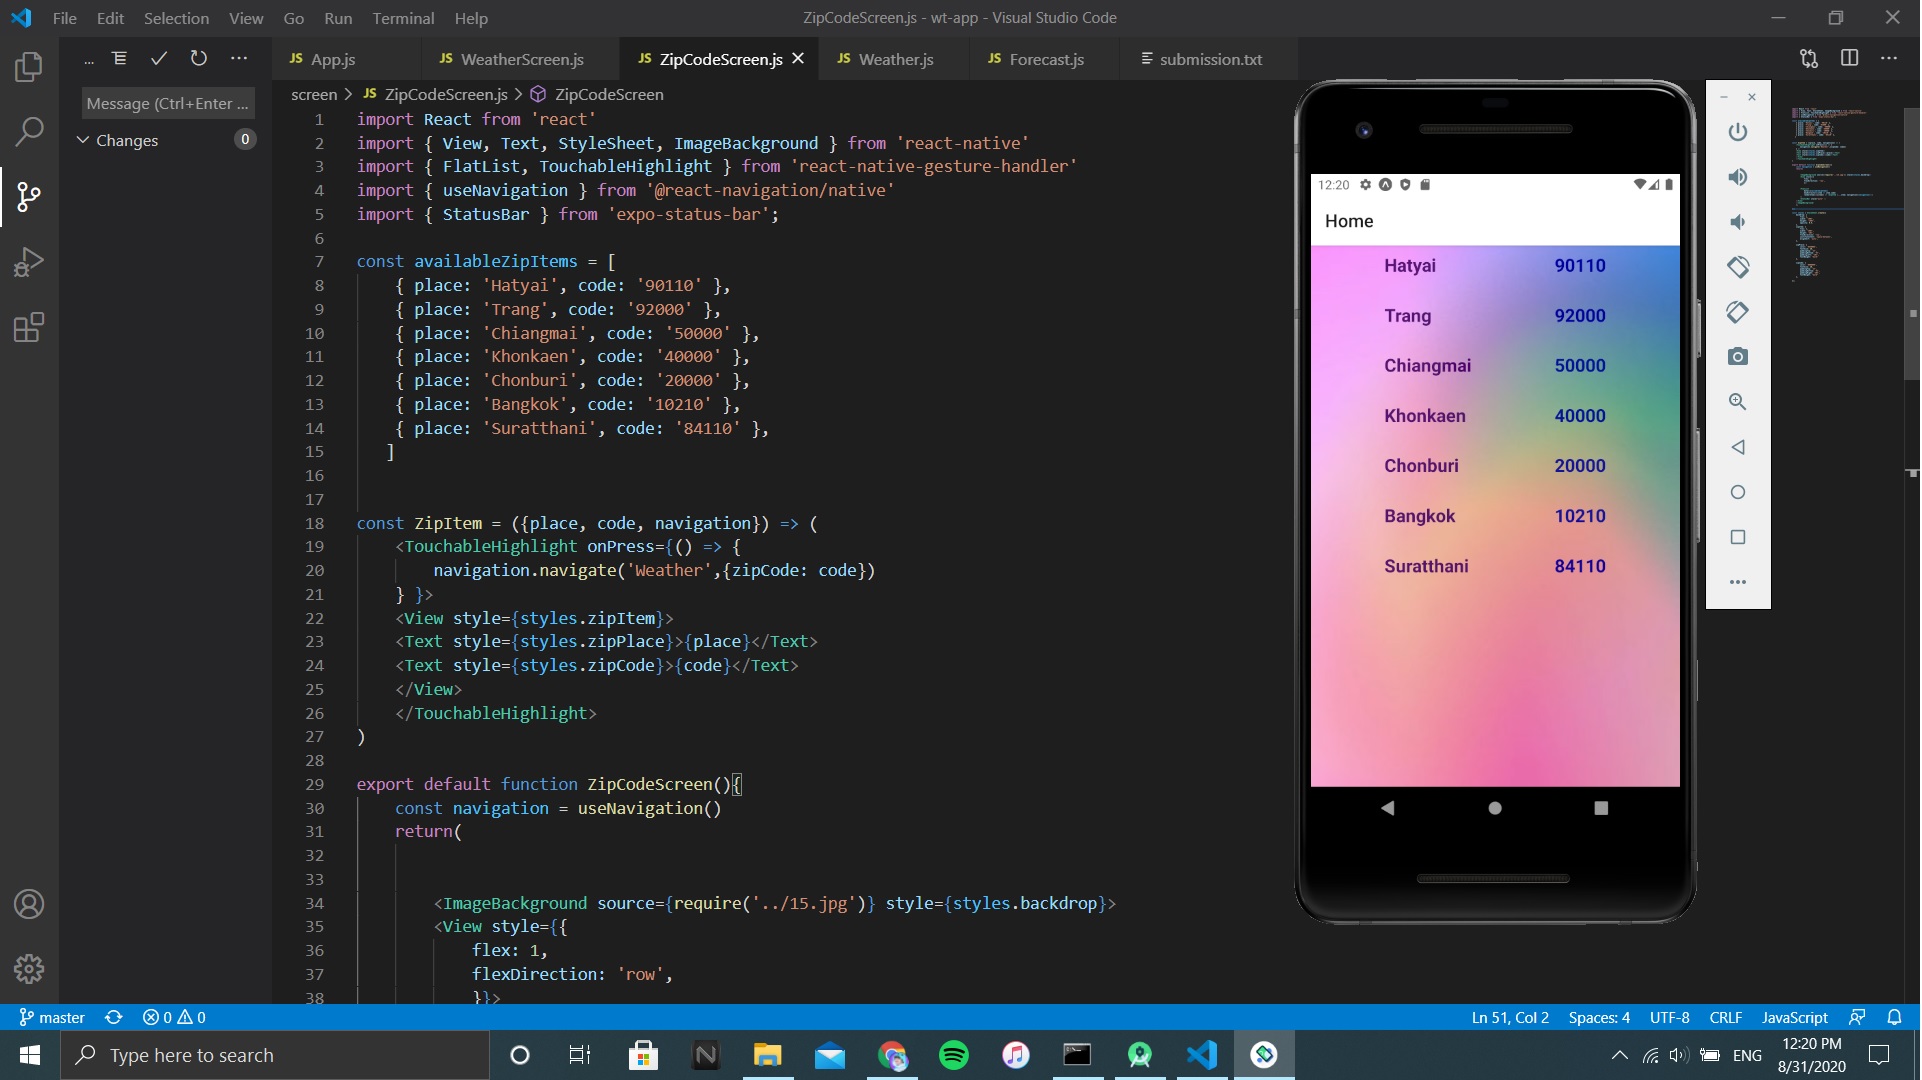 File Edit Selection View Go Run Terminal Help
ZipCodeScreen.js - wt-app - Visual Studio Code
Message (Ctrl+Enter ...
Changes 0
JS App.js
JS WeatherScreen.js
JS ZipCodeScreen.js
JS Weather.js
JS Forecast.js
submission.txt
screen > JS ZipCodeScreen.js > ZipCodeScreen
1 import React from 'react'
2 import { View, Text, StyleSheet, ImageBackground } from 'react-native'
3 import { FlatList, TouchableHighlight } from 'react-native-gesture-handler'
4 import { useNavigation } from '@react-navigation/native'
5 import { StatusBar } from 'expo-status-bar';
6
7 const availableZipItems = [
8 { place: 'Hatyai', code: '90110' },
9 { place: 'Trang', code: '92000' },
10 { place: 'Chiangmai', code: '50000' },
11 { place: 'Khonkaen', code: '40000' },
12 { place: 'Chonburi', code: '20000' },
13 { place: 'Bangkok', code: '10210' },
14 { place: 'Suratthani', code: '84110' },
15 ]
16
17
18 const ZipItem = ({place, code, navigation}) => (
19 <TouchableHighlight onPress={() => {
20 navigation.navigate('Weather',{zipCode: code})
21 } }>
22 <View style={styles.zipItem}>
23 <Text style={styles.zipPlace}>{place}</Text>
24 <Text style={styles.zipCode}>{code}</Text>
25 </View>
26 </TouchableHighlight>
27 )
28
29 export default function ZipCodeScreen(){
30 const navigation = useNavigation()
31 return(
32
33
34 <ImageBackground source={require('../15.jpg')} style={styles.backdrop}>
35 <View style={{
36 flex: 1,
37 flexDirection: 'row',
38 }}>
12:20
Home
Hatyai 90110
Trang 92000
Chiangmai 50000
Khonkaen 40000
Chonburi 20000
Bangkok 10210
Suratthani 84110
master 0 0
Ln 51, Col 2 Spaces: 4 UTF-8 CRLF JavaScript
Type here to search
ENG
12:20 PM
8/31/2020